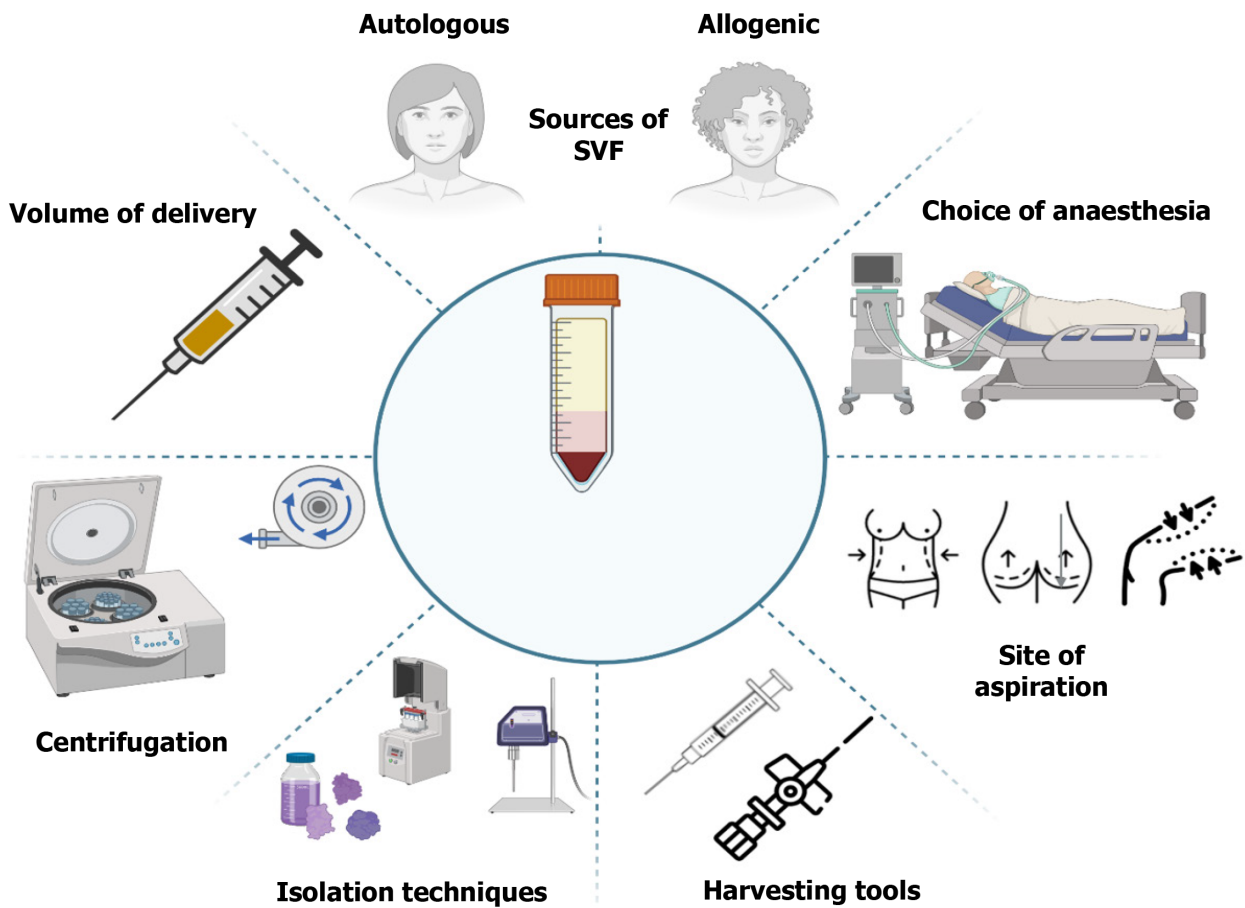 Autologous
Allogenic
Sources of
SVF
Volume of delivery
Choice of anaesthesia
Site of
aspiration
Centrifugation
Isolation techniques
Harvesting tools